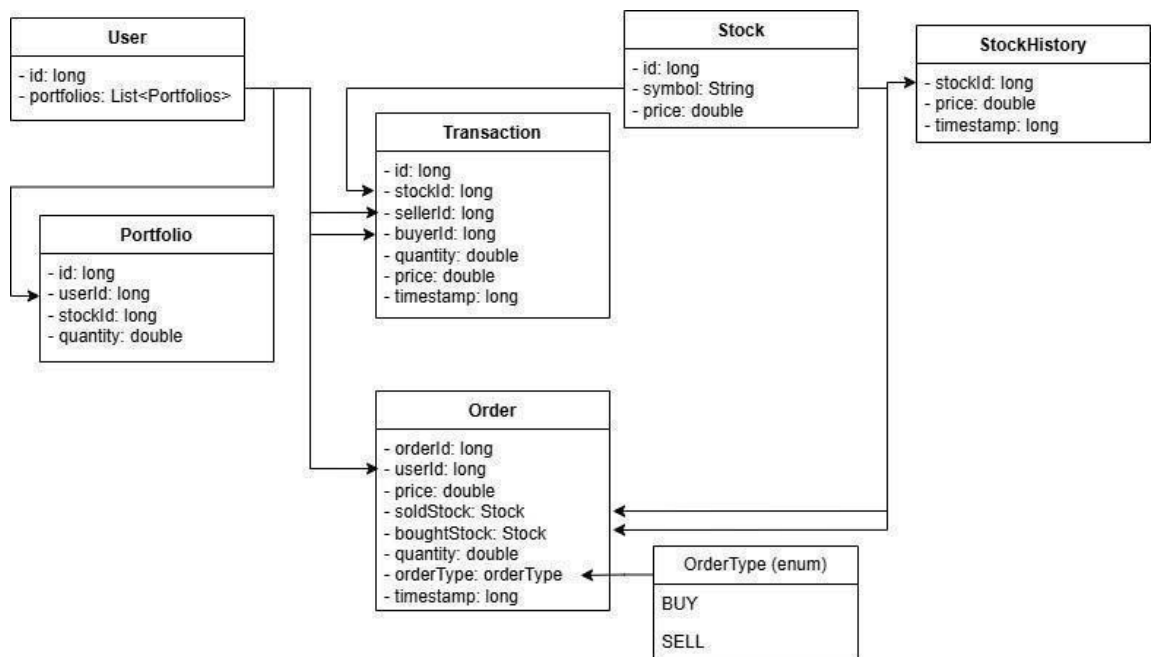 User
- id: long
- portfolios: List<Portfolios>
Stock
- id: long
- symbol: String
- price: double
StockHistory
- stockId: long
- price: double
- timestamp: long
Transaction
- id: long
- stockId: long
- sellerId: long
- buyerId: long
- quantity: double
- price: double
- timestamp: long
Portfolio
- id: long
- userId: long
- stockId: long
- quantity: double
Order
- orderId: long
- userId: long
- price: double
- soldStock: Stock
- boughtStock: Stock
- quantity: double
- orderType: orderType
- timestamp: long
OrderType (enum)
BUY
SELL